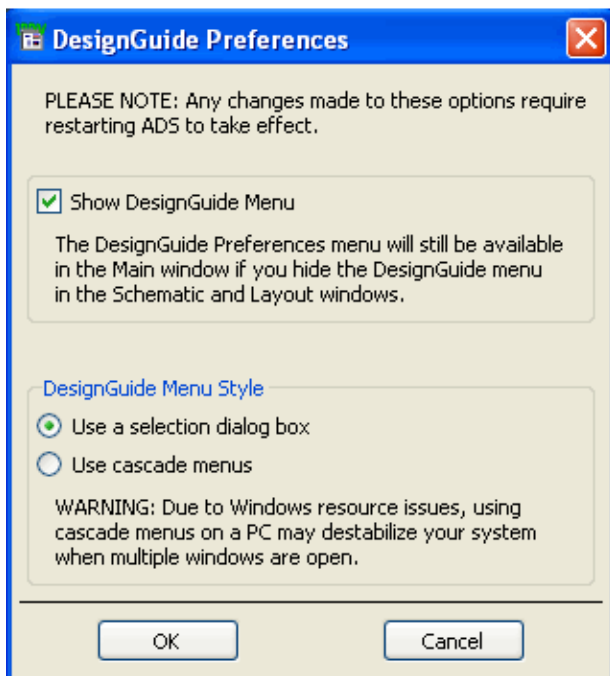 DesignGuide Preferences
PLEASE NOTE: Any changes made to these options require
restarting ADS to take effect.
Show DesignGuide Menu
The DesignGuide Preferences menu will still be available
in the Main window if you hide the DesignGuide menu
in the Schematic and Layout windows.
DesignGuide Menu Style
Use a selection dialog box
Use cascade menus
WARNING: Due to Windows resource issues, using
cascade menus on a PC may destabilize your system
when multiple windows are open.
OK
Cancel